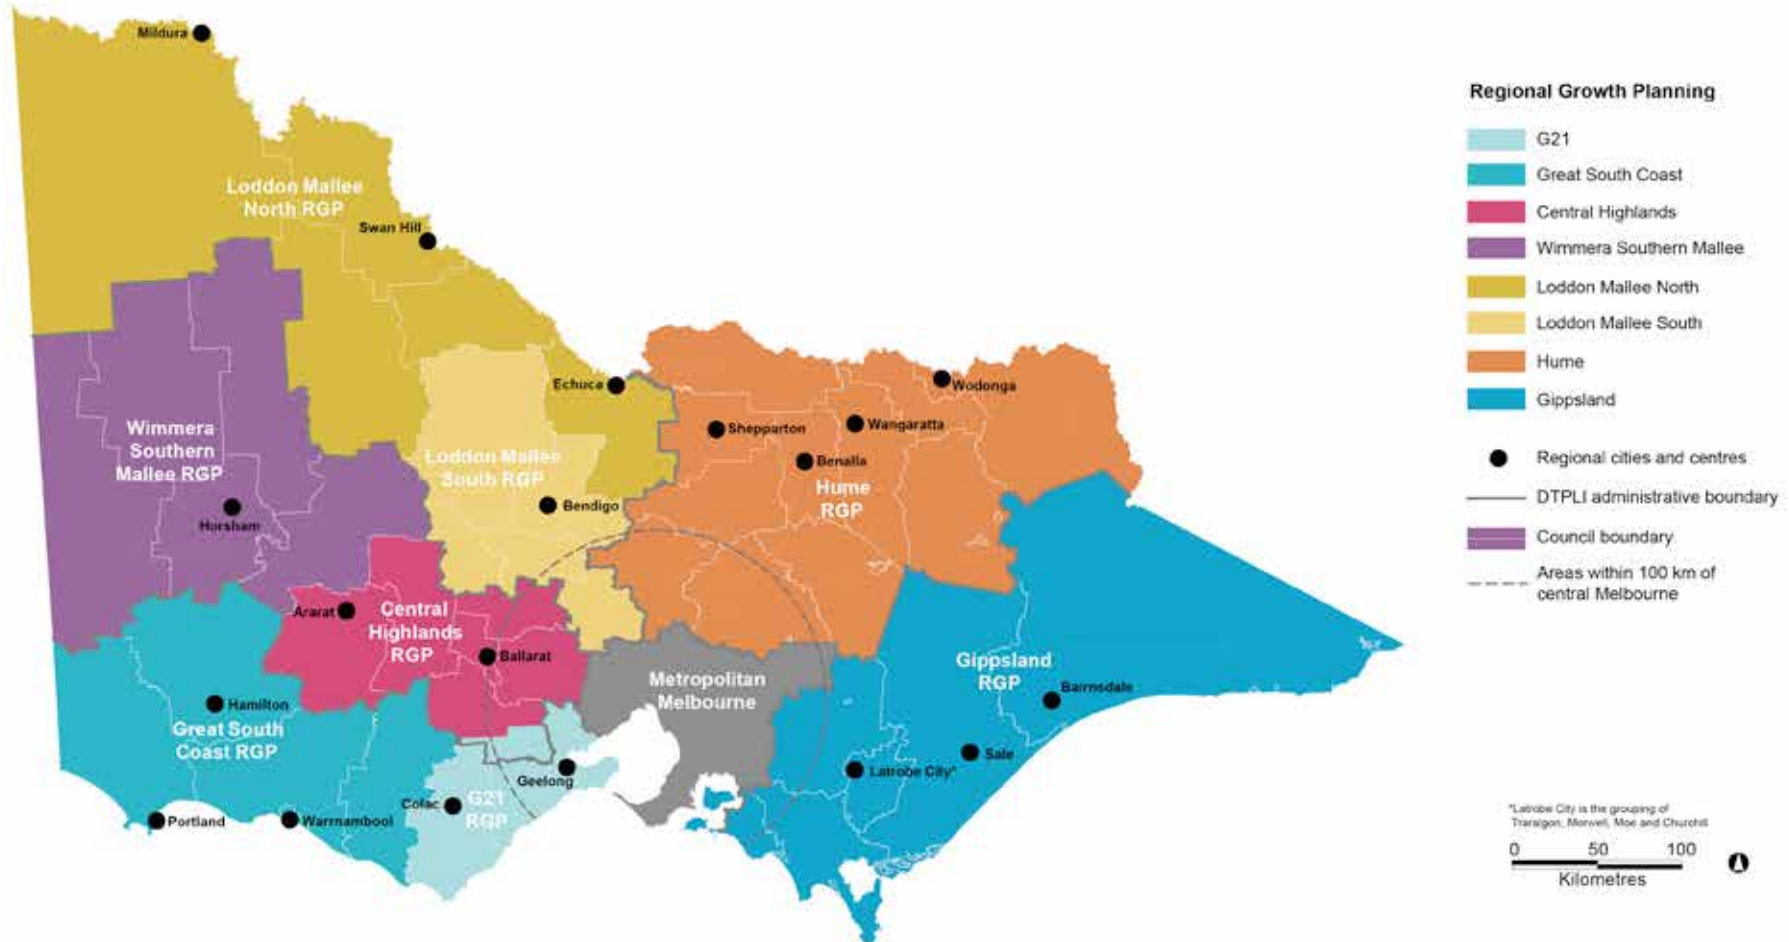 Mildura
Loddon Mallee
North RGP
Swan Hill
Echuca
Wodonga
Shepparton
Wangaratta
Benalla
Hume
RGP
Wimmera
Southern
Mallee RGP
Horsham
Loddon Mallee
South RGP
Bendigo
Ararat
Central
Highlands
RGP
Ballarat
Metropolitan
Melbourne
Gippsland
RGP
Bairnsdale
Hamilton
Great South
Coast RGP
Sale
Latrobe City*
Geelong
Colac
G21
RGP
Portland
Warrnambool
Regional Growth Planning
G21
Great South Coast
Central Highlands
Wimmera Southern Mallee
Loddon Mallee North
Loddon Mallee South
Hume
Gippsland
Regional cities and centres
DTPLI administrative boundary
Council boundary
Areas within 100 km of
central Melbourne
*Latrobe City is the grouping of
Traralgon, Morwell, Moe and Churchill
0 50 100
Kilometres